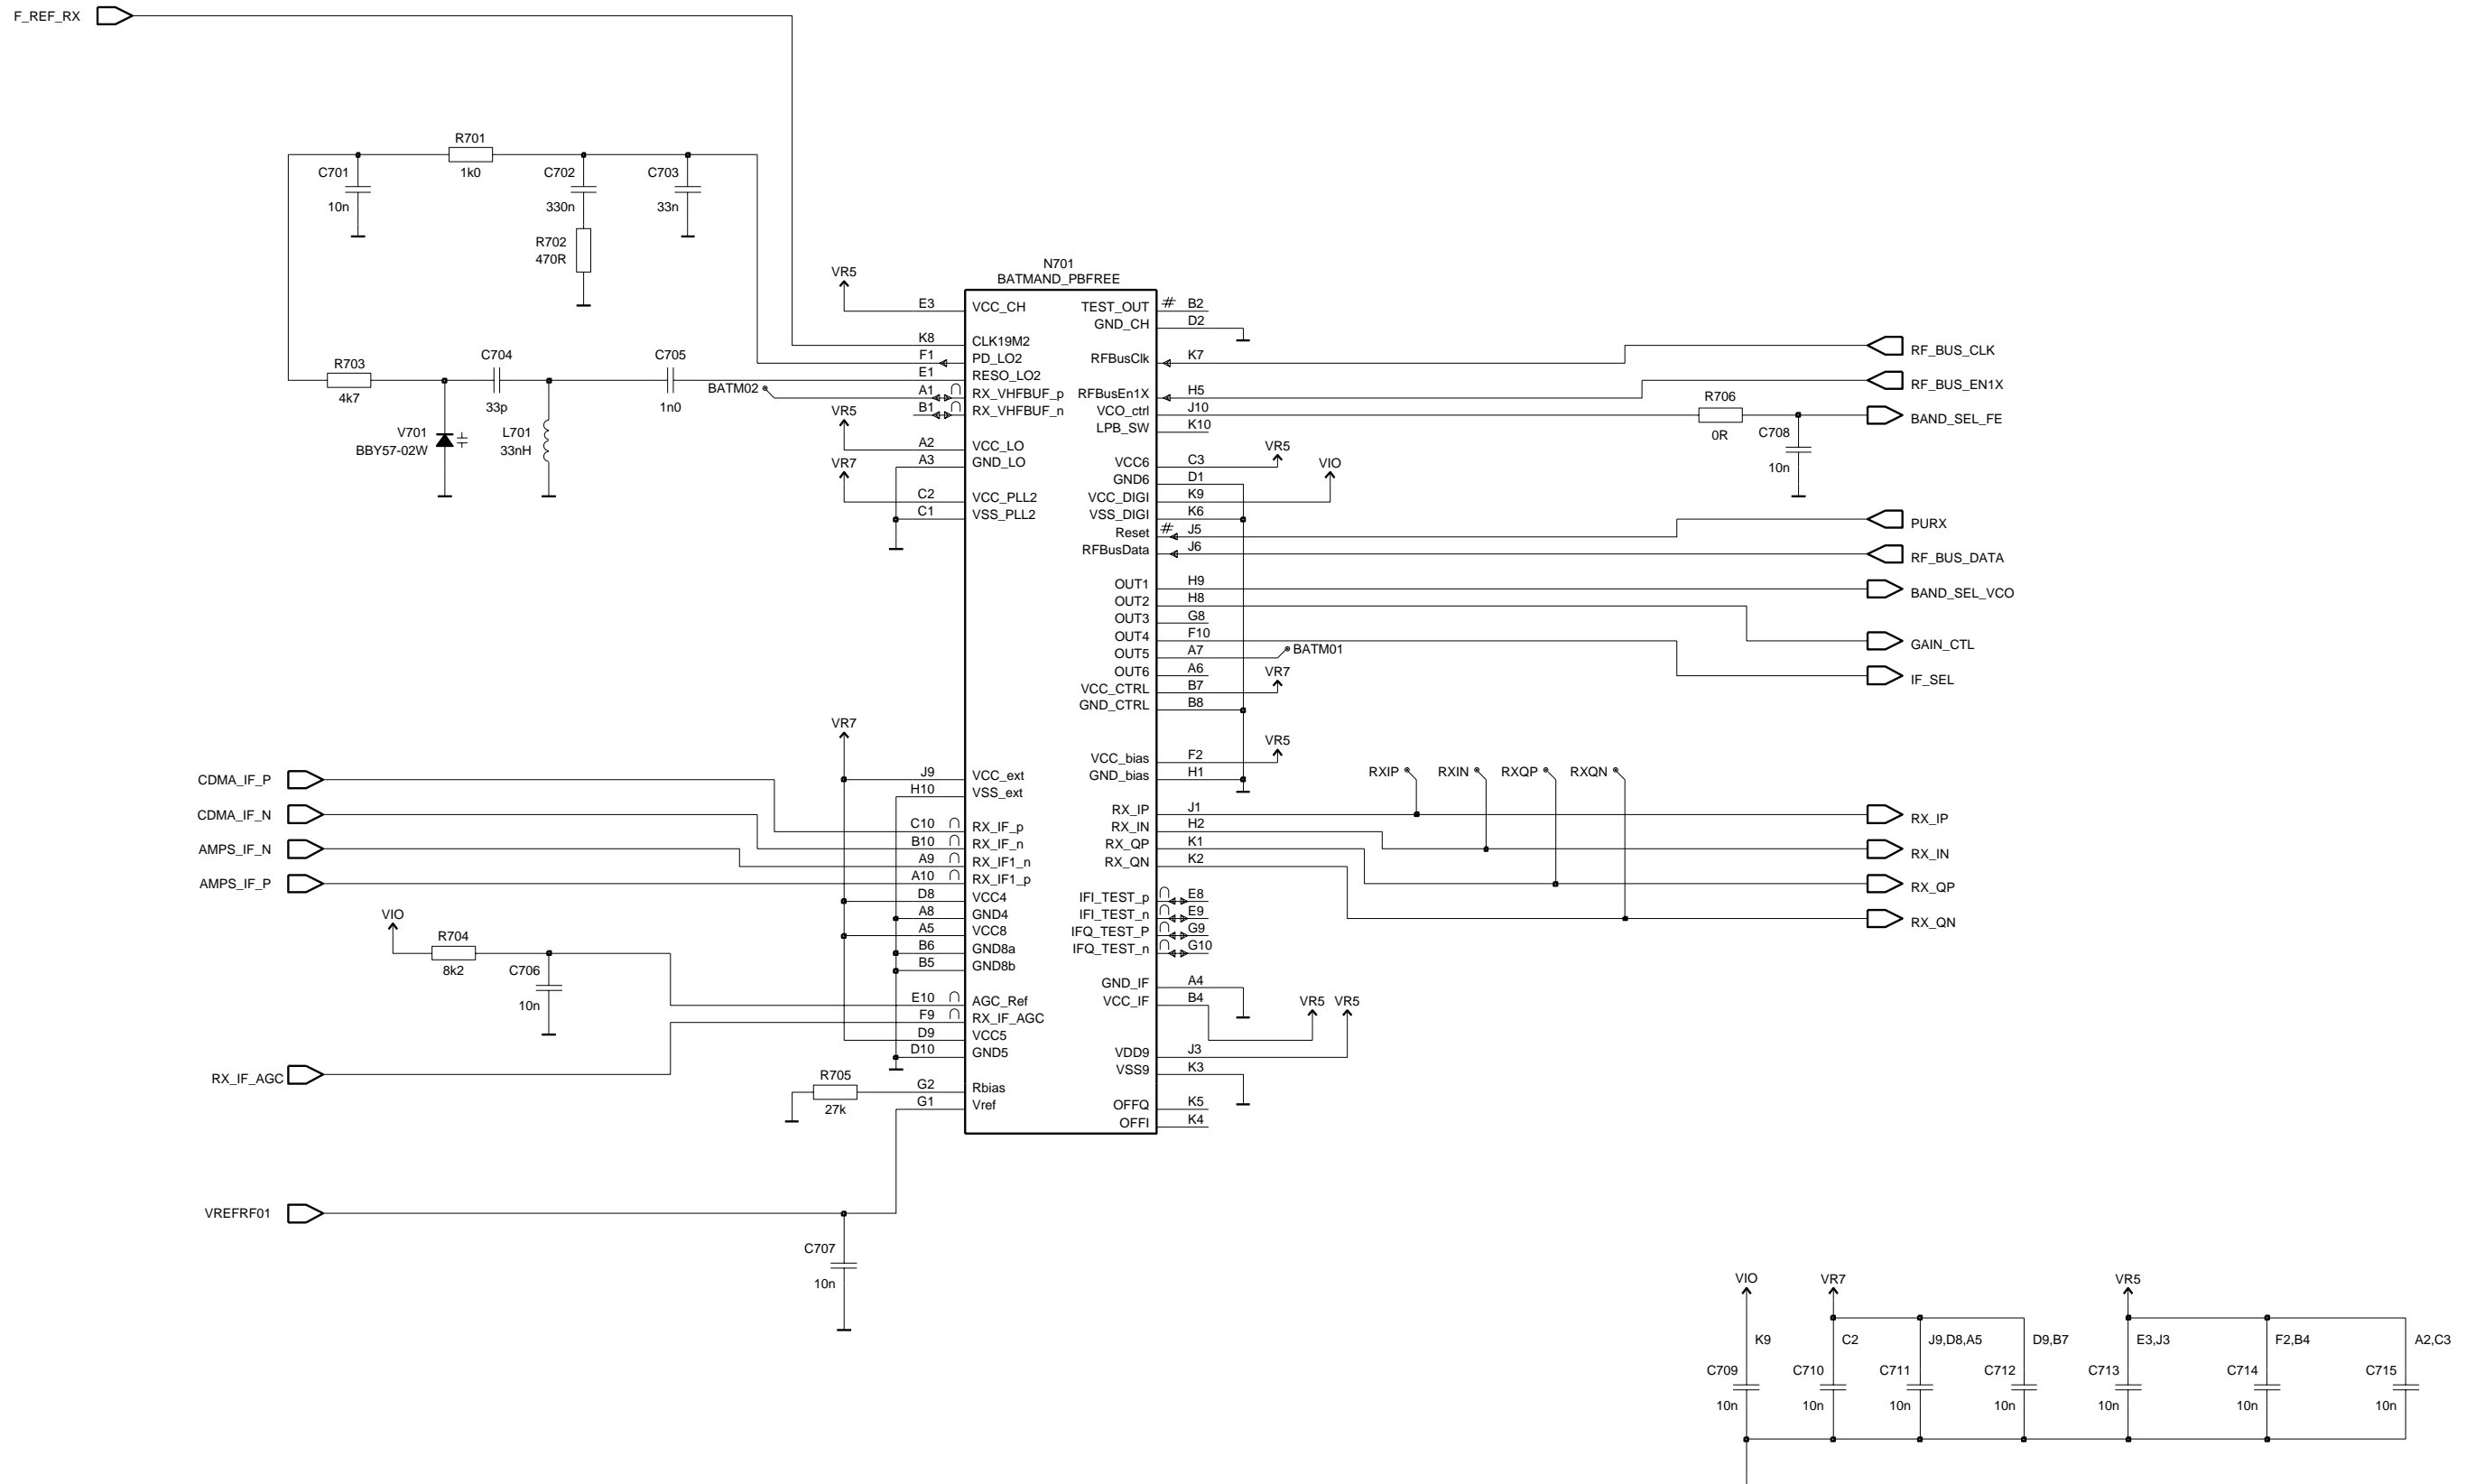 F_REF_RX
R701
1k0
C701
10n
C702
330n
C703
33n
R702
470R
N701
BATMAND_PBFREE
R703
4k7
C704
33p
C705
1n0
V701
BBY57-02W
L701
33nH
BATM02
VR5
E3 VCC_CH
K8 CLK19M2
F1 PD_LO2
E1 RESO_LO2
A1 RX_VHFBUF_p
B1 RX_VHFBUF_n
VR5
A2 VCC_LO
A3 GND_LO
VR7
C2 VCC_PLL2
C1 VSS_PLL2
VR7
CDMA_IF_P
CDMA_IF_N
AMPS_IF_N
AMPS_IF_P
J9 VCC_ext
H10 VSS_ext
C10 RX_IF_p
B10 RX_IF_n
A9 RX_IF1_n
A10 RX_IF1_p
D8 VCC4
A8 GND4
A5 VCC8
B6 GND8a
B5 GND8b
VIO
R704
8k2
C706
10n
E10 AGC_Ref
F9 RX_IF_AGC
D9 VCC5
D10 GND5
RX_IF_AGC
R705
27k
G2 Rbias
G1 Vref
VREFRF01
C707
10n
TEST_OUT # B2
GND_CH D2
RFBusClk K7
RFBusEn1X H5
VCO_ctrl J10
LPB_SW K10
VCC6 C3
VR5
GND6 D1
VCC_DIGI K9
VIO
VSS_DIGI K6
Reset # J5
RFBusData J6
OUT1 H9
OUT2 H8
OUT3 G8
OUT4 F10
OUT5 A7
BATM01
OUT6 A6
VR7
VCC_CTRL B7
GND_CTRL B8
VR5
VCC_bias F2
GND_bias H1
RX_IP J1
RX_IN H2
RX_QP K1
RX_QN K2
IFI_TEST_p E8
IFI_TEST_n E9
IFQ_TEST_P G9
IFQ_TEST_n G10
GND_IF A4
VCC_IF B4
VR5 VR5
VDD9 J3
VSS9 K3
OFFQ K5
OFFI K4
RF_BUS_CLK
RF_BUS_EN1X
R706
0R
C708
10n
BAND_SEL_FE
PURX
RF_BUS_DATA
BAND_SEL_VCO
GAIN_CTL
IF_SEL
RXIP RXIN RXQP RXQN
RX_IP
RX_IN
RX_QP
RX_QN
VIO VR7 VR5
K9 C2 J9,D8,A5 D9,B7 E3,J3 F2,B4 A2,C3
C709 C710 C711 C712 C713 C714 C715
10n 10n 10n 10n 10n 10n 10n